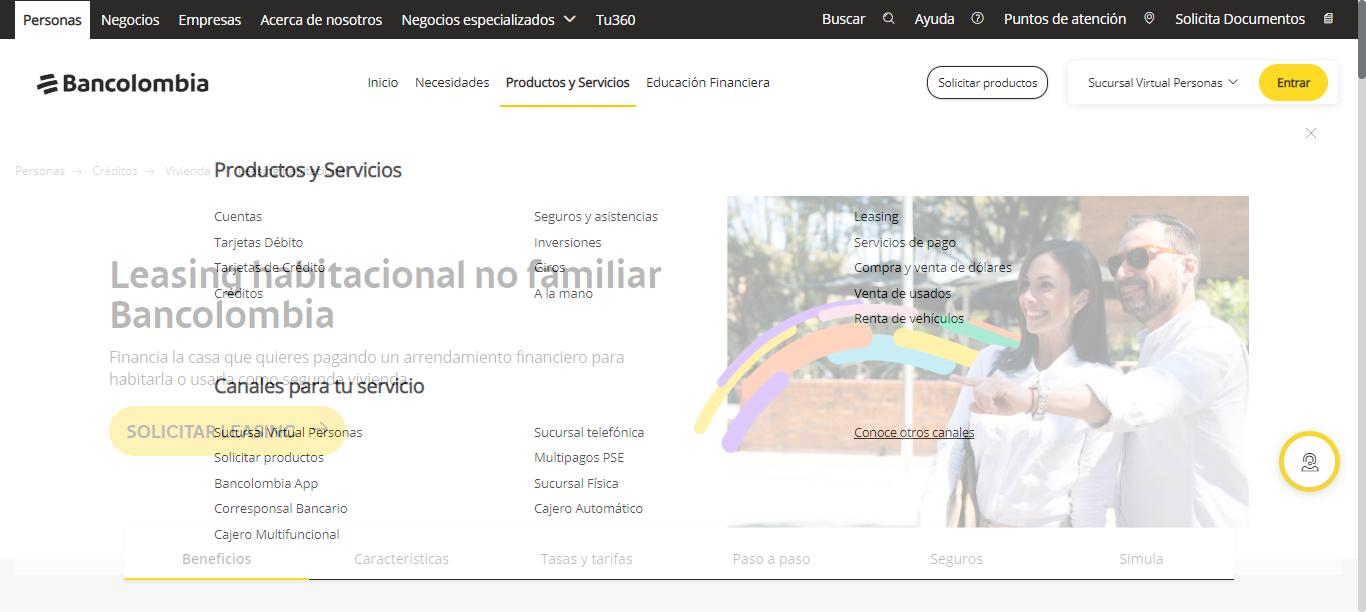 Personas Negocios Empresas Acerca de nosotros Negocios especializados Tu360 Buscar Ayuda Puntos de atención Solicita Documentos
Bancolombia Inicio Necesidades Productos y Servicios Educación Financiera Solicitar productos Sucursal Virtual Personas Entrar
Personas → Créditos → Vivienda
Productos y Servicios
Cuentas Seguros y asistencias Leasing
Tarjetas Débito Inversiones Servicios de pago
Tarjetas de Crédito Giros Compra y venta de dólares
Créditos A la mano Venta de usados
Renta de vehículos
Leasing habitacional no familiar
Bancolombia
Financia la casa que quieres pagando un arrendamiento financiero para
habitarla o usarla como segunda vivienda
Canales para tu servicio
SOLICITAR LEASING →
Sucursal Virtual Personas Sucursal telefónica Conoce otros canales
Solicitar productos Multipagos PSE
Bancolombia App Sucursal Física
Corresponsal Bancario Cajero Automático
Cajero Multifuncional
Beneficios Características Tasas y tarifas Paso a paso Seguros Simula